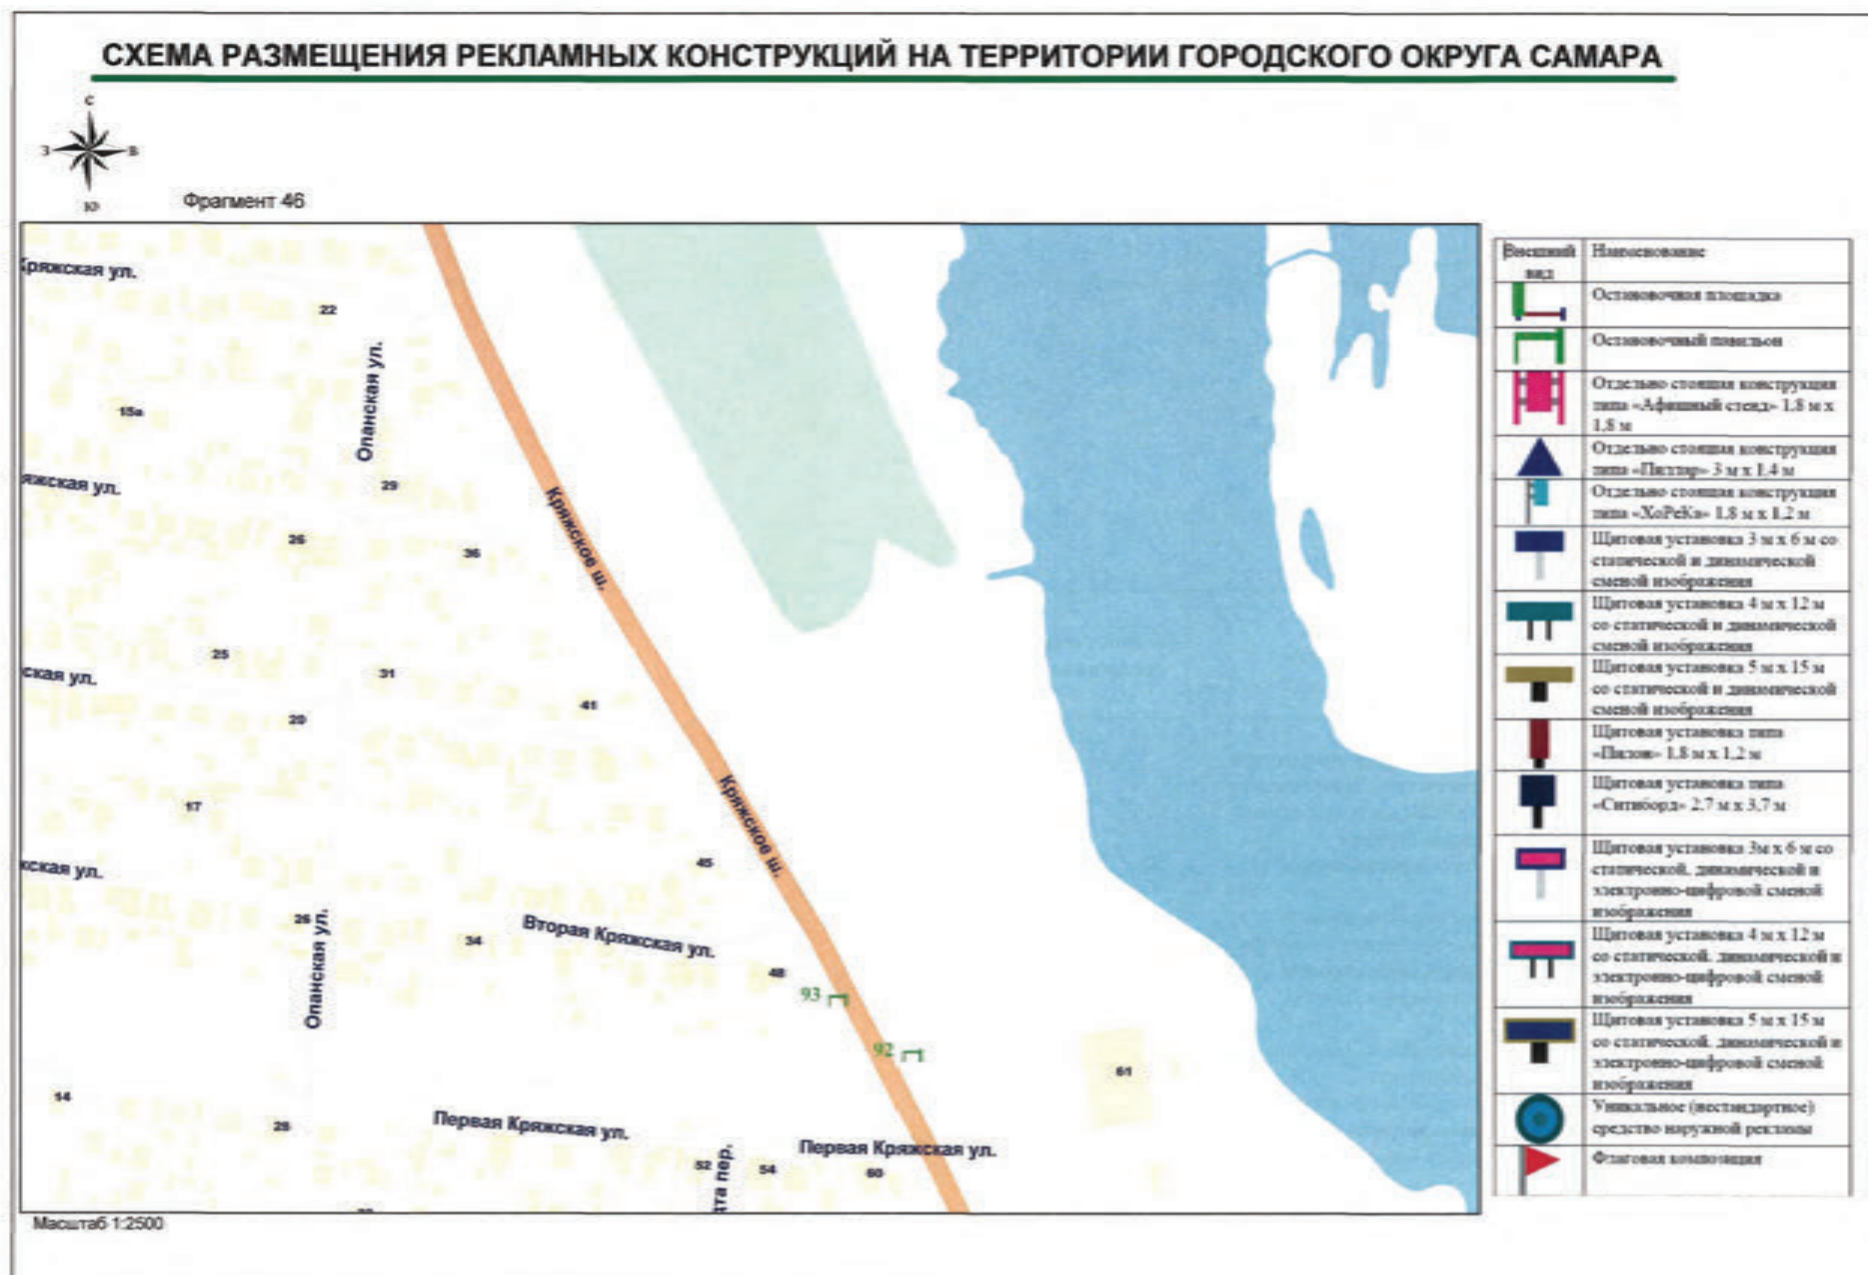 СХЕМА РАЗМЕЩЕНИЯ РЕКЛАМНЫХ КОНСТРУКЦИЙ НА ТЕРРИТОРИИ ГОРОДСКОГО ОКРУГА САМАРА
С
З В
Ю
Фрагмент 46
Кряжская ул.
22
Опанская ул.
15а
29
яжская ул.
Кряжское ш.
26
36
25
31
ская ул.
41
20
Кряжское ш.
17
45
кская ул.
26
Опанская ул.
34
Вторая Кряжская ул.
48
93
92
61
14
28
Первая Кряжская ул.
Первая Кряжская ул.
52
пер.
54
60
Масштаб 1:2500
Внешний вид
Наименование
Остановочная площадка
Остановочный павильон
Отдельно стоящая конструкция
типа «Афишный стенд» 1,8 м х
1,8 м
Отдельно стоящая конструкция
типа «Пиллар» 3 м х 1,4 м
Отдельно стоящая конструкция
типа «ХоРеКа» 1,8 м х 1,2 м
Щитовая установка 3 м х 6 м со
статической и динамической
сменой изображения
Щитовая установка 4 м х 12 м
со статической и динамической
сменой изображения
Щитовая установка 5 м х 15 м
со статической и динамической
сменой изображения
Щитовая установка типа
«Пилон» 1,8 м х 1,2 м
Щитовая установка типа
«Ситиборд» 2,7 м х 3,7 м
Щитовая установка 3м х 6 м со
статической, динамической и
электронно-цифровой сменой
изображения
Щитовая установка 4 м х 12 м
со статической, динамической и
электронно-цифровой сменой
изображения
Щитовая установка 5 м х 15 м
со статической, динамической и
электронно-цифровой сменой
изображения
Уникальное (нестандартное)
средство наружной рекламы
Флаговая композиция